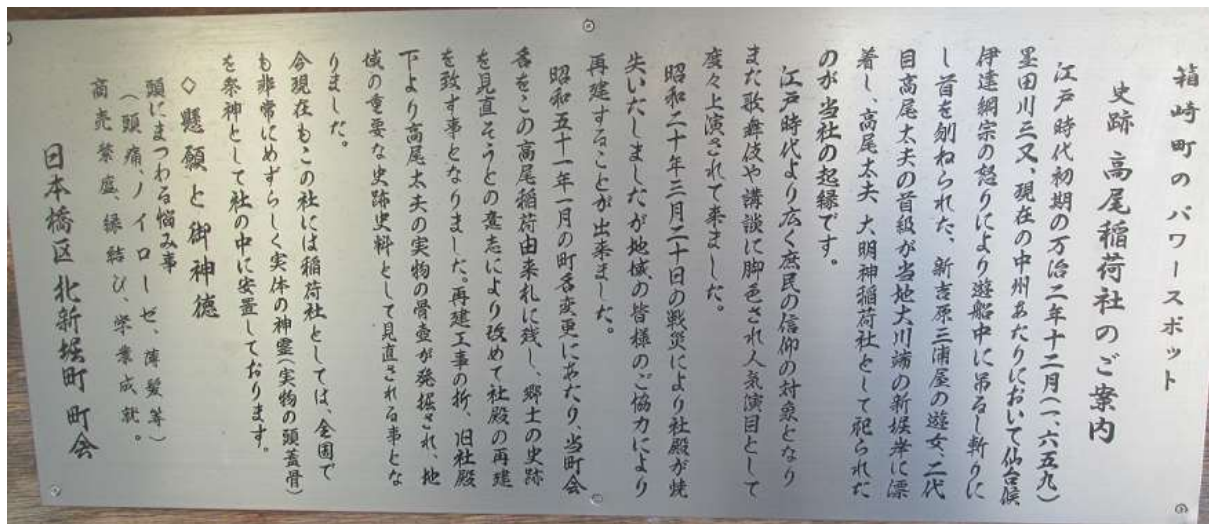 箱崎町のパワースポット
史跡 高尾稲荷社のご案内
江戸時代初期の万治二年十二月(一、六五九)
墨田川三又、現在の中州あたりにおいて仙台候
伊達綱宗の怒りにより遊船中に吊るし斬りに
し首を刎ねられた、新吉原三浦屋の遊女、二代
目高尾太夫の首級が当地大川端の新堀岸に漂
着し、高尾太夫 大明神稲荷社として祀られた
のが当社の起縁です。
江戸時代より広く庶民の信仰の対象となり
また歌舞伎や講談に脚色され人気演目として
度々上演されて来ました。
昭和二十年三月二十日の戦災により社殿が焼
失いたしましたが地域の皆様のご協力により
再建することが出来ました。
昭和五十一年一月の町名変更にあたり、当町会
名をこの高尾稲荷由来札に残し、郷土の史跡
を見直そうとの意志により改めて社殿の再建
を致す事となりました。再建工事の折、旧社殿
下より高尾太夫の実物の骨壺が発掘され、地
域の重要な史跡史料として見直される事とな
りました。
今現在もこの社には稲荷社としては、全国で
も非常にめずらしく実体の神霊(実物の頭蓋骨)
を祭神として社の中に安置しております。
◇ 懸願と御神徳
頭にまつわる悩み事
(頭痛、ノイローゼ、薄髪等)
商売繁盛、縁結び、学業成就。
日本橋区 北新堀町 町会